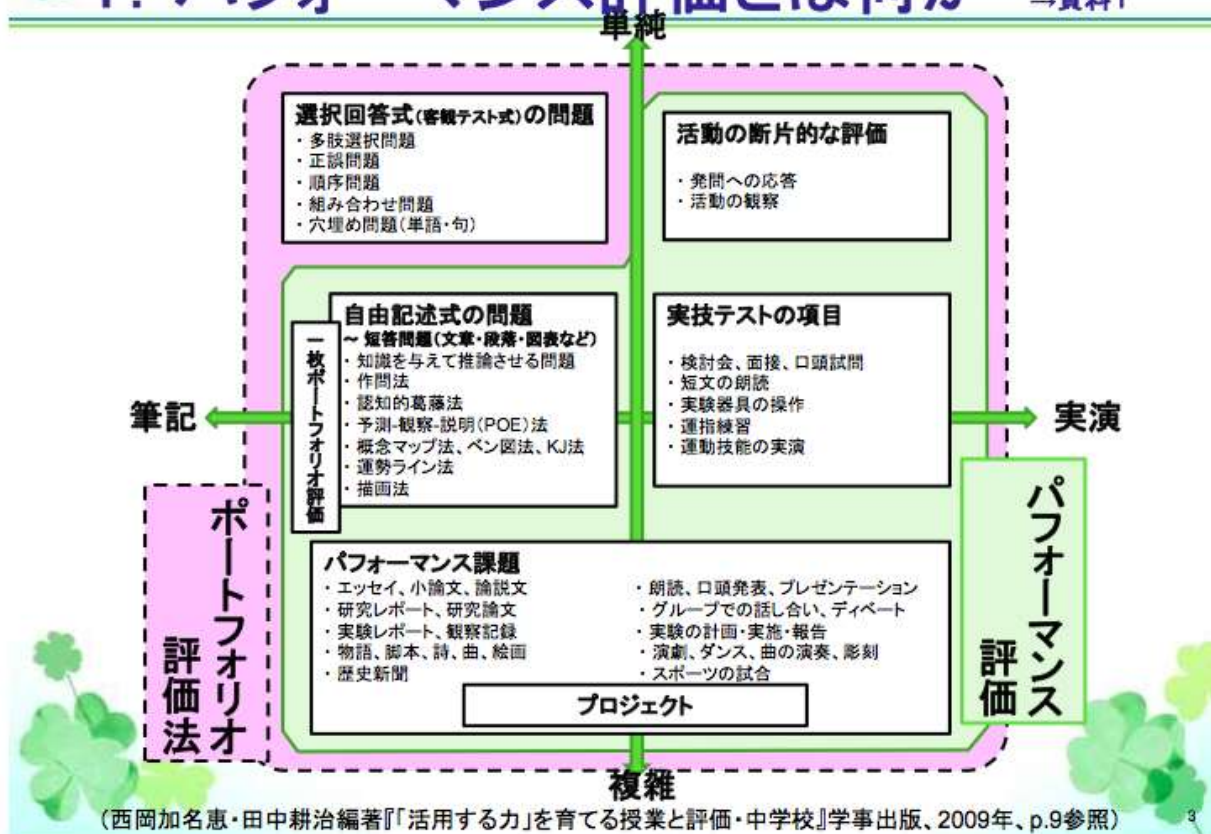 1. パフォーマンス評価とは何か →資料1
単純
選択回答式(客観テスト式)の問題
・多肢選択問題
・正誤問題
・順序問題
・組み合わせ問題
・穴埋め問題(単語・句)
活動の断片的な評価
・発問への応答
・活動の観察
自由記述式の問題
~ 短答問題(文章・段落・図表など)
・知識を与えて推論させる問題
・作問法
・認知的葛藤法
・予測-観察-説明(POE)法
・概念マップ法、ベン図法、KJ法
・運勢ライン法
・描画法
一枚ポートフォリオ評価
実技テストの項目
・検討会、面接、口頭試問
・短文の朗読
・実験器具の操作
・運指練習
・運動技能の実演
筆記
実演
パフォーマンス課題
・エッセイ、小論文、論説文
・研究レポート、研究論文
・実験レポート、観察記録
・物語、脚本、詩、曲、絵画
・歴史新聞
・朗読、口頭発表、プレゼンテーション
・グループでの話し合い、ディベート
・実験の計画・実施・報告
・演劇、ダンス、曲の演奏、彫刻
・スポーツの試合
プロジェクト
ポートフォリオ
評価法
パフォーマンス
評価
複雑
(西岡加名恵・田中耕治編著『「活用する力」を育てる授業と評価・中学校』学事出版、2009年、p.9参照)
3